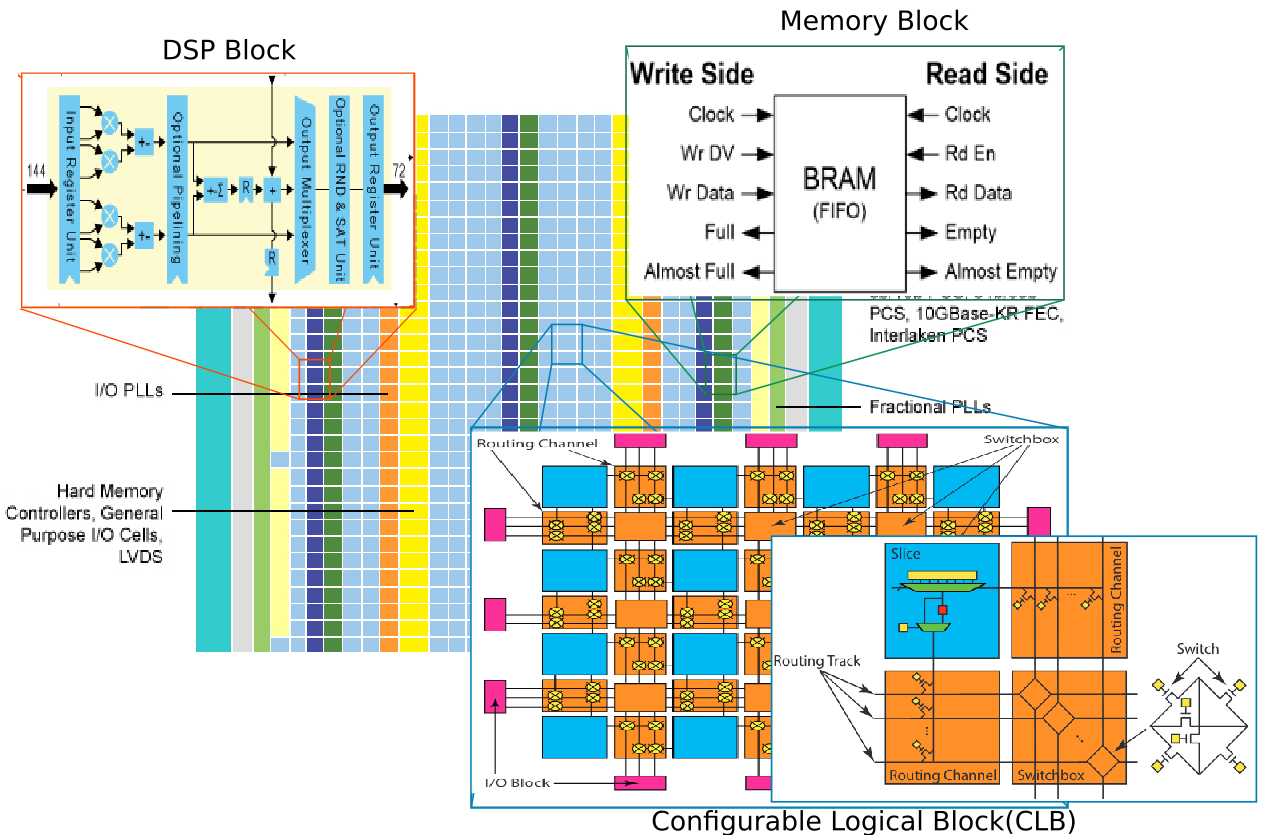 Memory Block
DSP Block
Write Side
Read Side
Clock
Wr DV
Wr Data
Full
Almost Full
BRAM
(FIFO)
Clock
Rd En
Rd Data
Empty
Almost Empty
144
Input Register Unit
X
X
X
X
+-
+-
Optional Pipelining
+-Σ
R
+
R
Output Multiplexer
Optional RND & SAT Unit
Output Register Unit
72
PCS, 10GBase-KR FEC,
Interlaken PCS
I/O PLLs
Fractional PLLs
Hard Memory
Controllers, General
Purpose I/O Cells,
LVDS
Routing Channel
Switchbox
I/O Block
Slice
Routing Channel
Routing Track
Switch
Routing Channel
Switchbox
Configurable Logical Block(CLB)